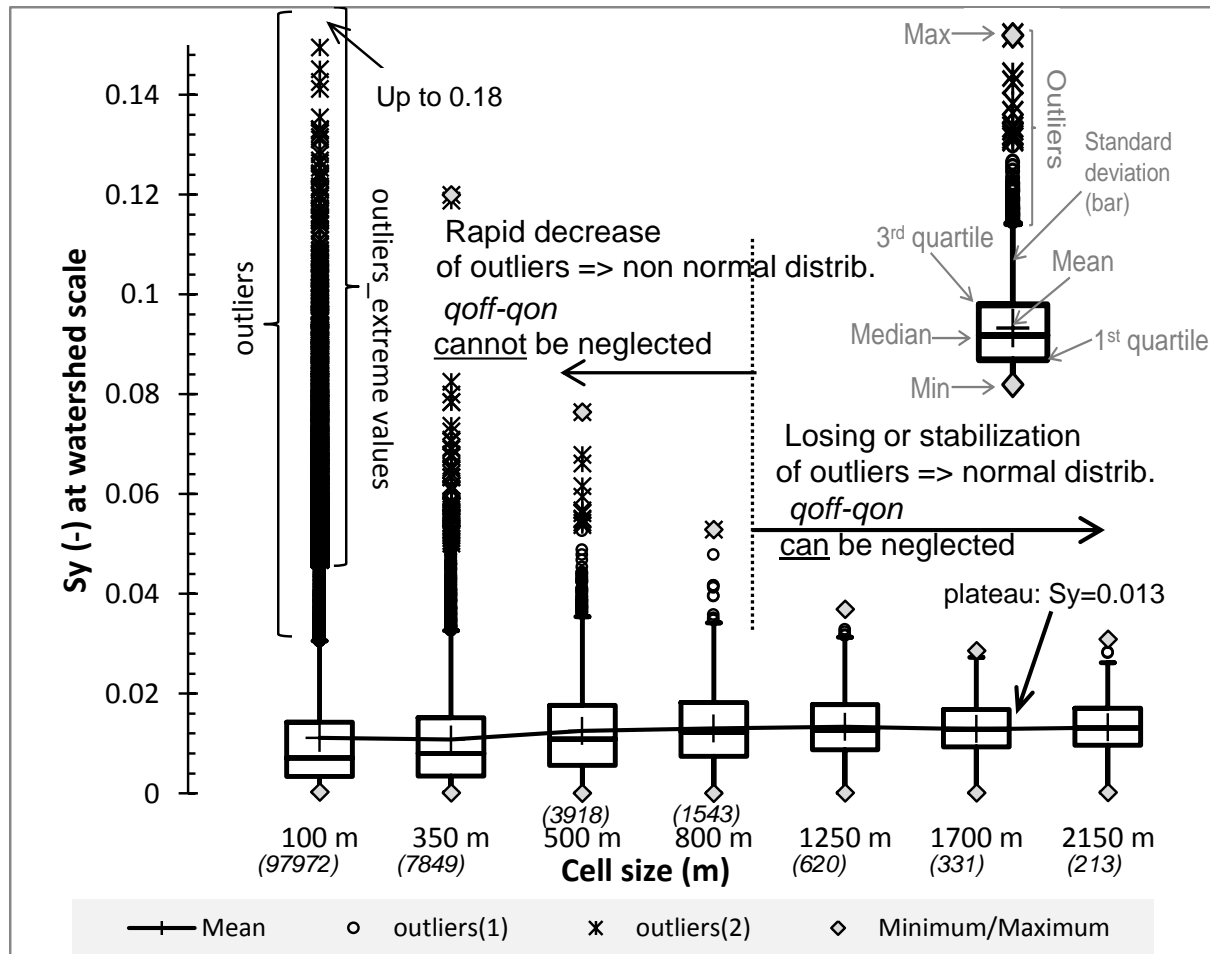 Sy (-) at watershed scale
0.14
0.12
0.1
0.08
0.06
0.04
0.02
0
outliers
outliers_extreme values
Up to 0.18
Rapid decrease
of outliers => non normal distrib.
qoff-qon
cannot be neglected
Max
Outliers
Standard
deviation
(bar)
3rd quartile
Mean
Median
1st quartile
Min
Losing or stabilization
of outliers => normal distrib.
qoff-qon
can be neglected
plateau: Sy=0.013
(3918) (1543)
100 m 350 m 500 m 800 m 1250 m 1700 m 2150 m
(97972) (7849) (620) (331) (213)
Cell size (m)
Mean outliers(1) outliers(2) Minimum/Maximum